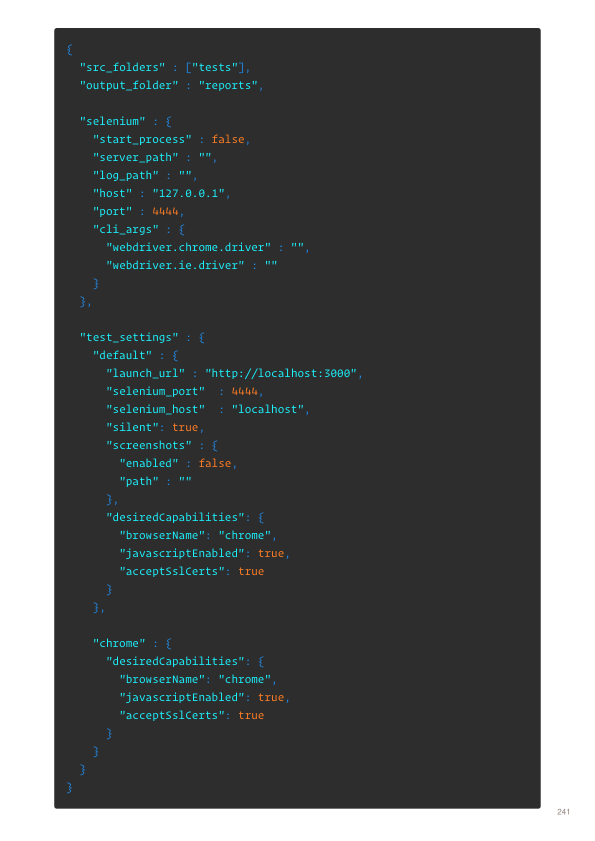 {
  "src_folders" : ["tests"],
  "output_folder" : "reports",

  "selenium" : {
    "start_process" : false,
    "server_path" : "",
    "log_path" : "",
    "host" : "127.0.0.1",
    "port" : 4444,
    "cli_args" : {
      "webdriver.chrome.driver" : "",
      "webdriver.ie.driver" : ""
    }
  },

  "test_settings" : {
    "default" : {
      "launch_url" : "http://localhost:3000",
      "selenium_port"  : 4444,
      "selenium_host"  : "localhost",
      "silent": true,
      "screenshots" : {
        "enabled" : false,
        "path" : ""
      },
      "desiredCapabilities": {
        "browserName": "chrome",
        "javascriptEnabled": true,
        "acceptSslCerts": true
      }
    },

    "chrome" : {
      "desiredCapabilities": {
        "browserName": "chrome",
        "javascriptEnabled": true,
        "acceptSslCerts": true
      }
    }
  }
}
241